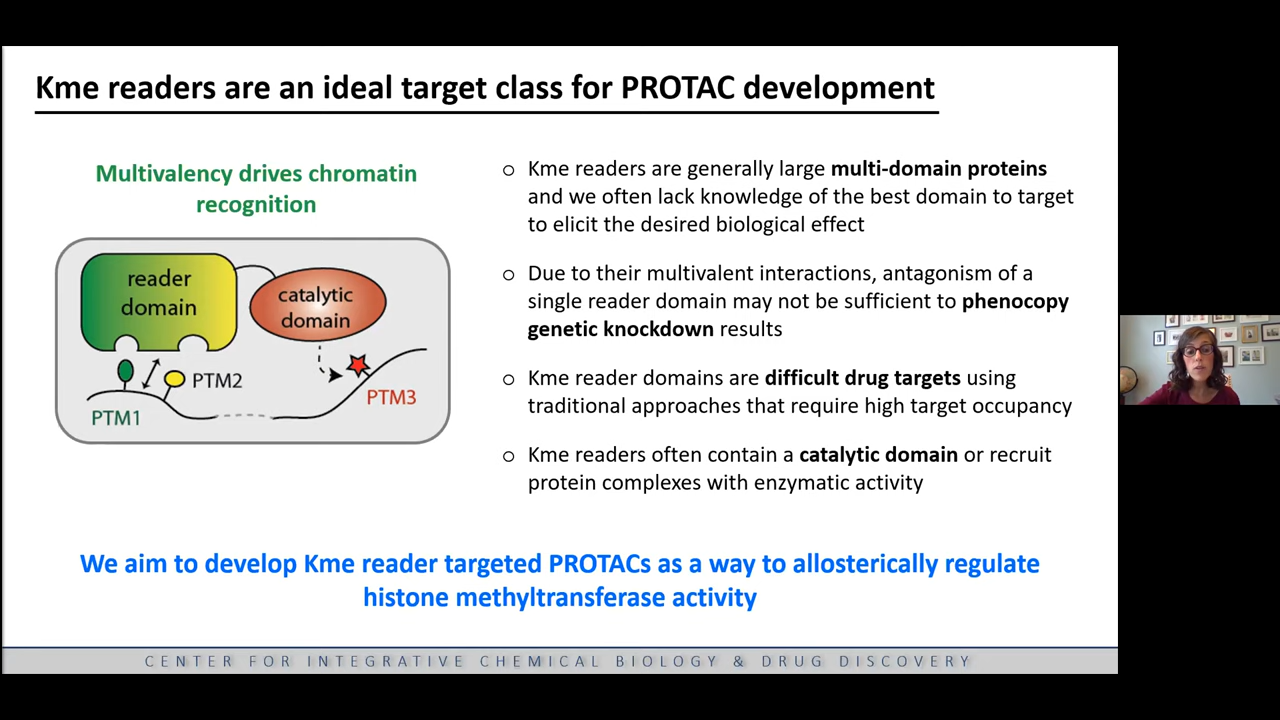 Kme readers are an ideal target class for PROTAC development
Multivalency drives chromatin
recognition
reader
domain
catalytic
domain
PTM1
PTM2
PTM3
○ Kme readers are generally large multi-domain proteins
and we often lack knowledge of the best domain to target
to elicit the desired biological effect
○ Due to their multivalent interactions, antagonism of a
single reader domain may not be sufficient to phenocopy
genetic knockdown results
○ Kme reader domains are difficult drug targets using
traditional approaches that require high target occupancy
○ Kme readers often contain a catalytic domain or recruit
protein complexes with enzymatic activity
We aim to develop Kme reader targeted PROTACs as a way to allosterically regulate
histone methyltransferase activity
CENTER FOR INTEGRATIVE CHEMICAL BIOLOGY & DRUG DISCOVERY